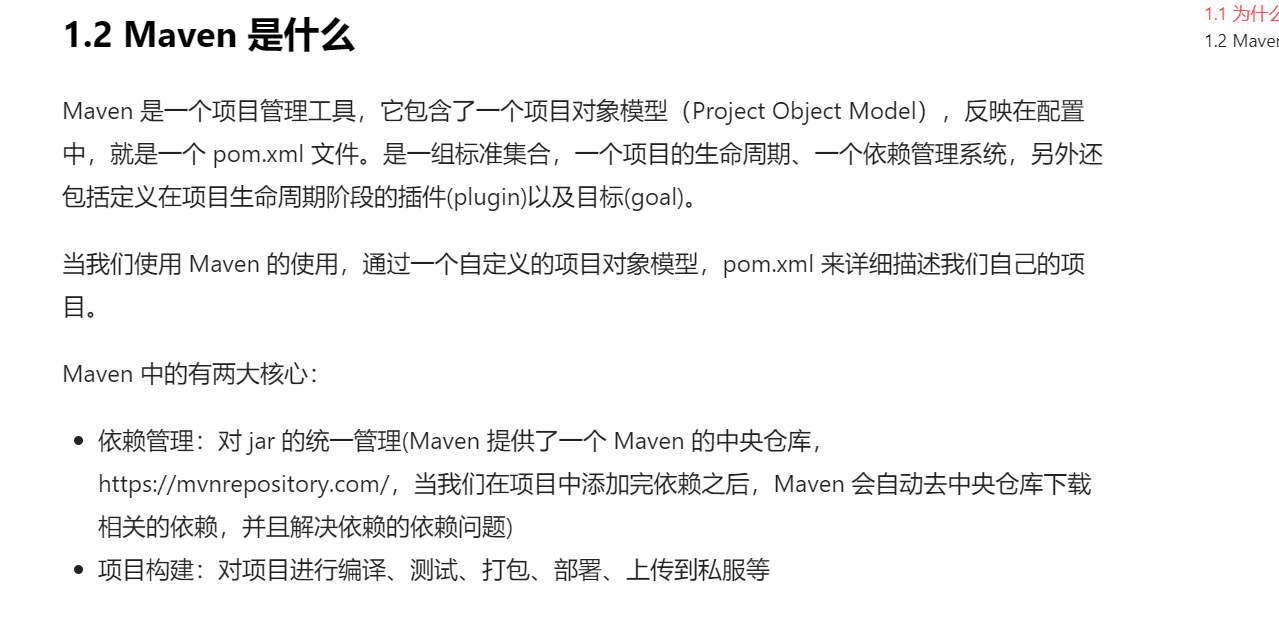 1.2 Maven 是什么
Maven 是一个项目管理工具，它包含了一个项目对象模型（Project Object Model），反映在配置
中，就是一个 pom.xml 文件。是一组标准集合，一个项目的生命周期、一个依赖管理系统，另外还
包括定义在项目生命周期阶段的插件(plugin)以及目标(goal)。
当我们使用 Maven 的使用，通过一个自定义的项目对象模型，pom.xml 来详细描述我们自己的项
目。
Maven 中的有两大核心：
依赖管理：对 jar 的统一管理(Maven 提供了一个 Maven 的中央仓库，
https://mvnrepository.com/，当我们在项目中添加完依赖之后，Maven 会自动去中央仓库下载
相关的依赖，并且解决依赖的依赖问题)
项目构建：对项目进行编译、测试、打包、部署、上传到私服等
1.1 为什么
1.2 Maven